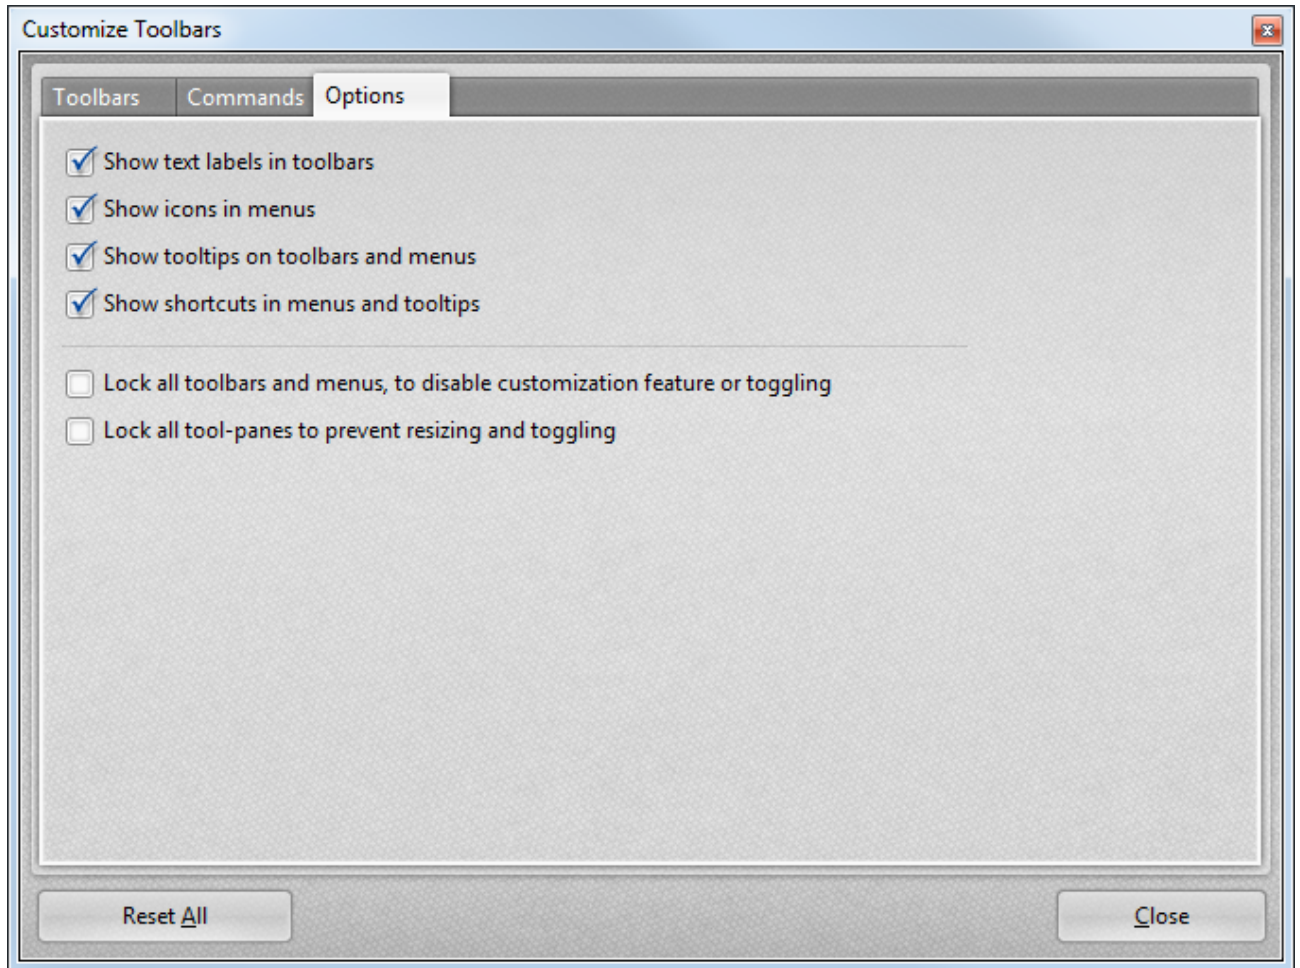 Customize Toolbars
Toolbars Commands Options
Show text labels in toolbars
Show icons in menus
Show tooltips on toolbars and menus
Show shortcuts in menus and tooltips
Lock all toolbars and menus, to disable customization feature or toggling
Lock all tool-panes to prevent resizing and toggling
Reset All Close